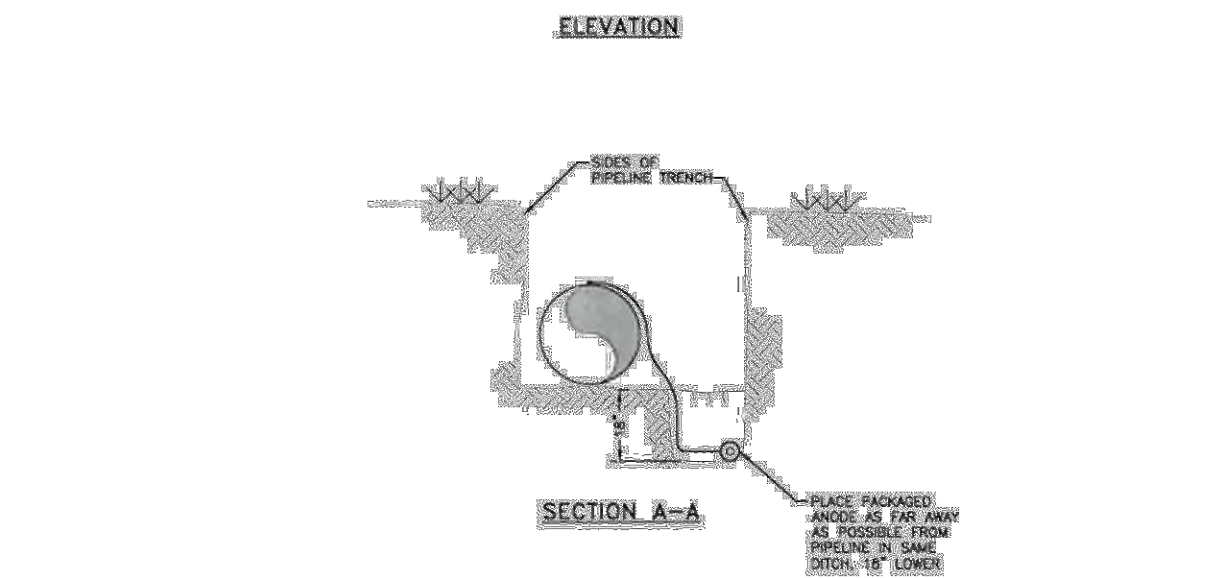 ELEVATION
SIDES OF
PIPELINE TRENCH
18"
SECTION A-A
PLACE PACKAGED
ANODE AS FAR AWAY
AS POSSIBLE FROM
PIPELINE IN SAME
DITCH, 18" LOWER